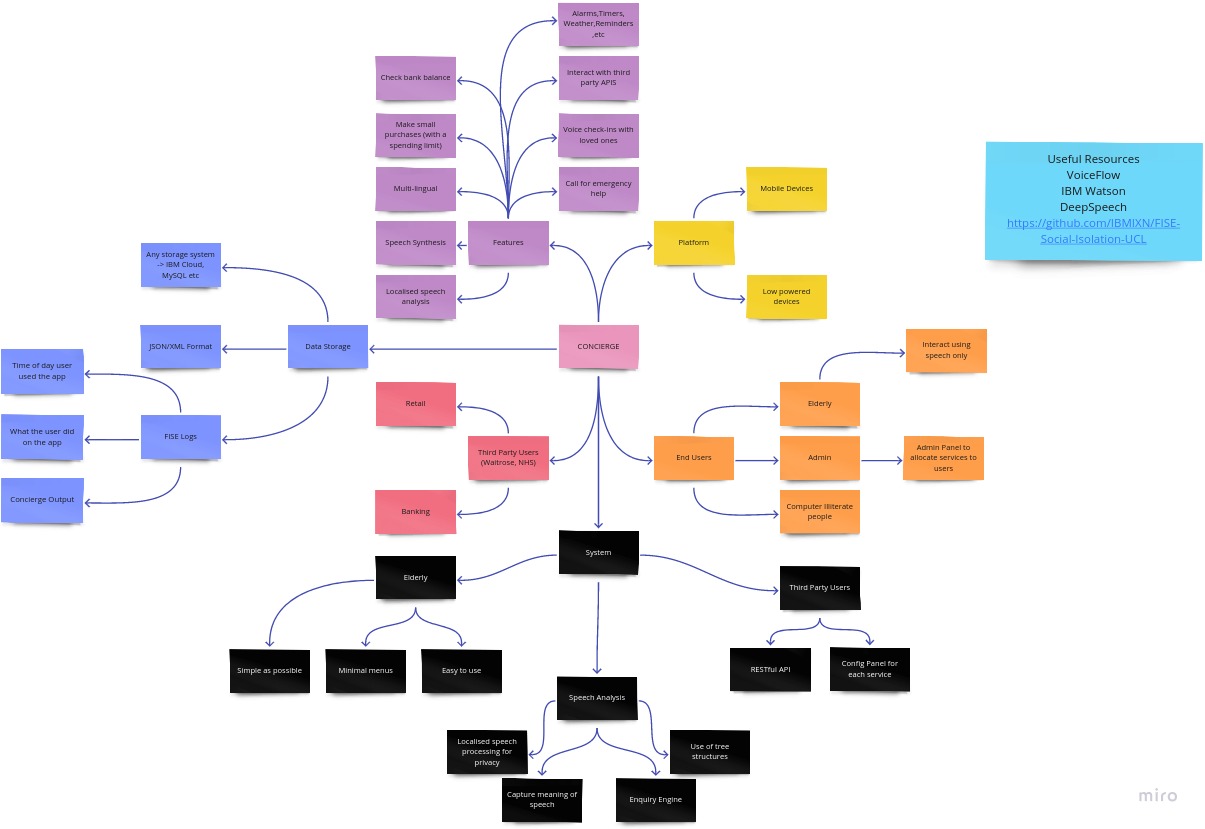 Alarms,Timers,
Weather,Reminders
,etc
Check bank balance
Interact with third
party APIS
Make small
purchases (with a
spending limit)
Voice check-ins with
loved ones
Multi-lingual
Call for emergency
help
Mobile Devices
Useful Resources
VoiceFlow
IBM Watson
DeepSpeech
https://github.com/IBMIXN/FISE-
Social-Isolation-UCL
Speech Synthesis
Features
Platform
Any storage system
-> IBM Cloud,
MySQL etc
Localised speech
analysis
Low powered
devices
JSON/XML Format
Data Storage
CONCIERGE
Interact using
speech only
Time of day user
used the app
Retail
Elderly
What the user did
on the app
FISE Logs
Third Party Users
(Waitrose, NHS)
End Users
Admin
Admin Panel to
allocate services to
users
Concierge Output
Banking
Computer illiterate
people
System
Elderly
Third Party Users
Simple as possible
Minimal menus
Easy to use
RESTful API
Config Panel for
each service
Speech Analysis
Localised speech
processing for
privacy
Use of tree
structures
Capture meaning of
speech
Enquiry Engine
miro